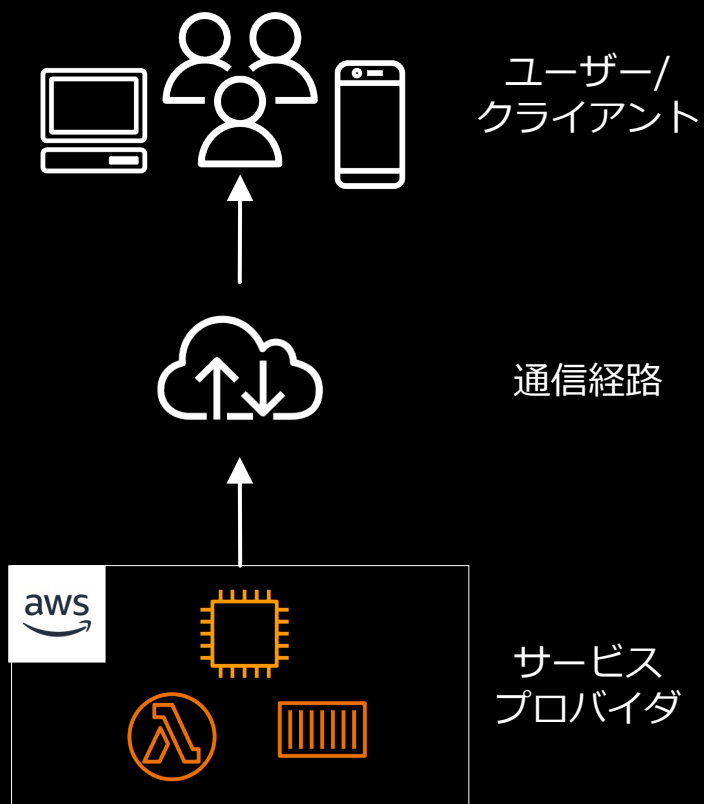 ユーザー/
クライアント
通信経路
aws
サービス
プロバイダ